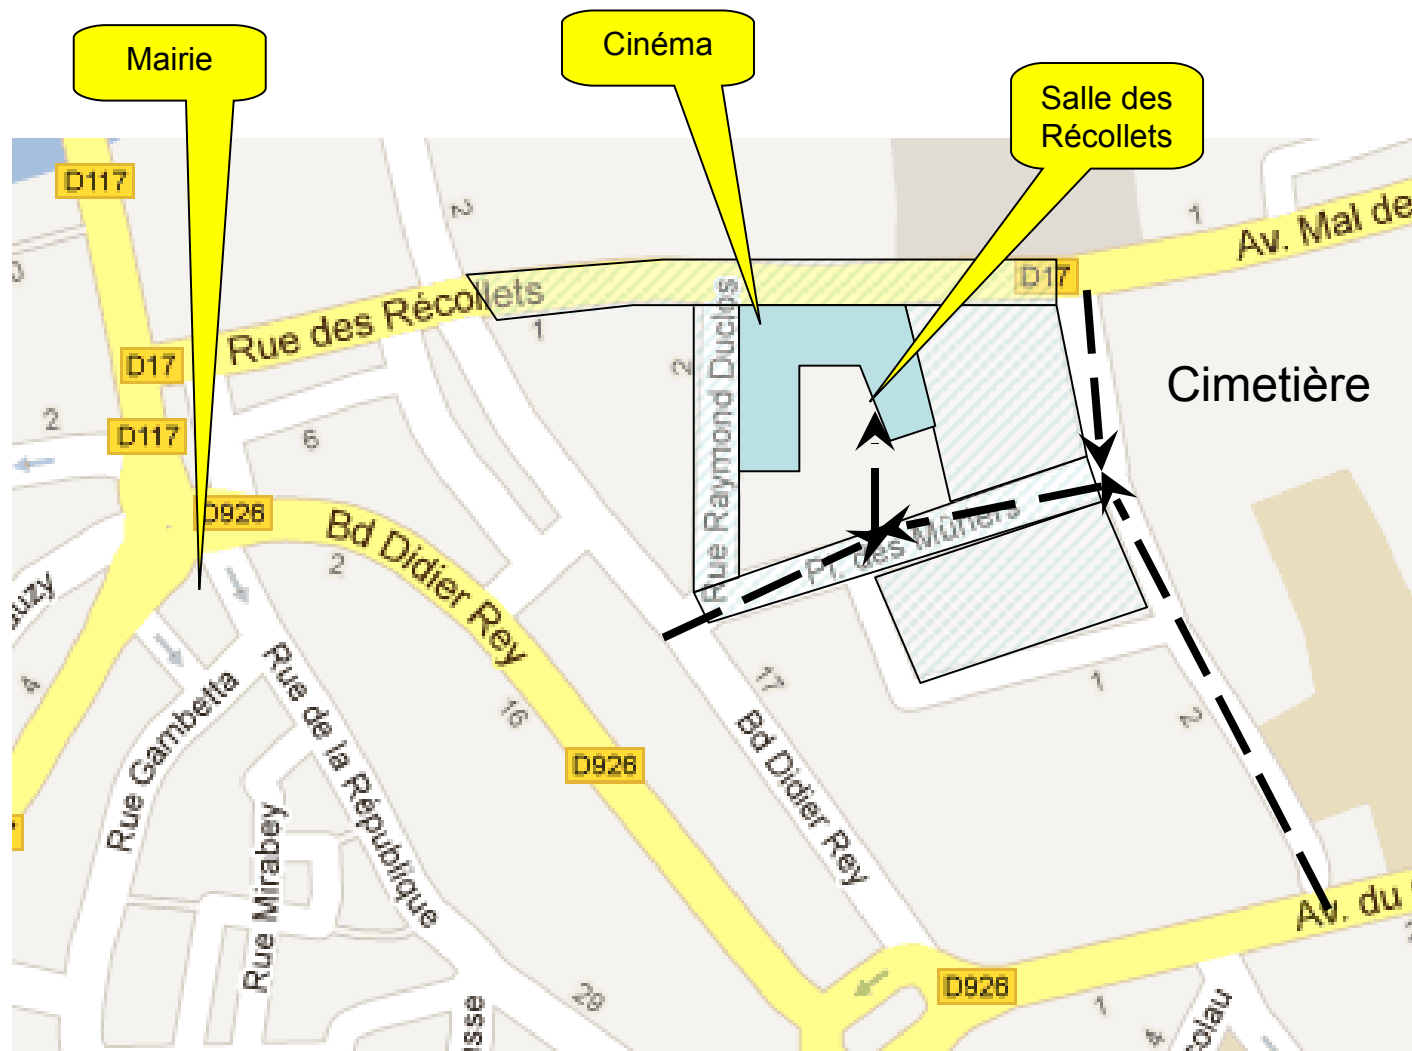 Mairie
Cinéma
Salle des
Récollets
D117
2
1
Av. Mal de
D17
Rue des Récollets
1
2
Rue Raymond Duclos
Cimetière
D17
2
D117
6
D926
Bd Didier Rey
2
Pr. des Mûriers
4
Rue Gambetta
Rue de la République
16
17
1
2
Bd Didier Rey
D926
Rue Mirabey
Av. du
29
D926
1
4